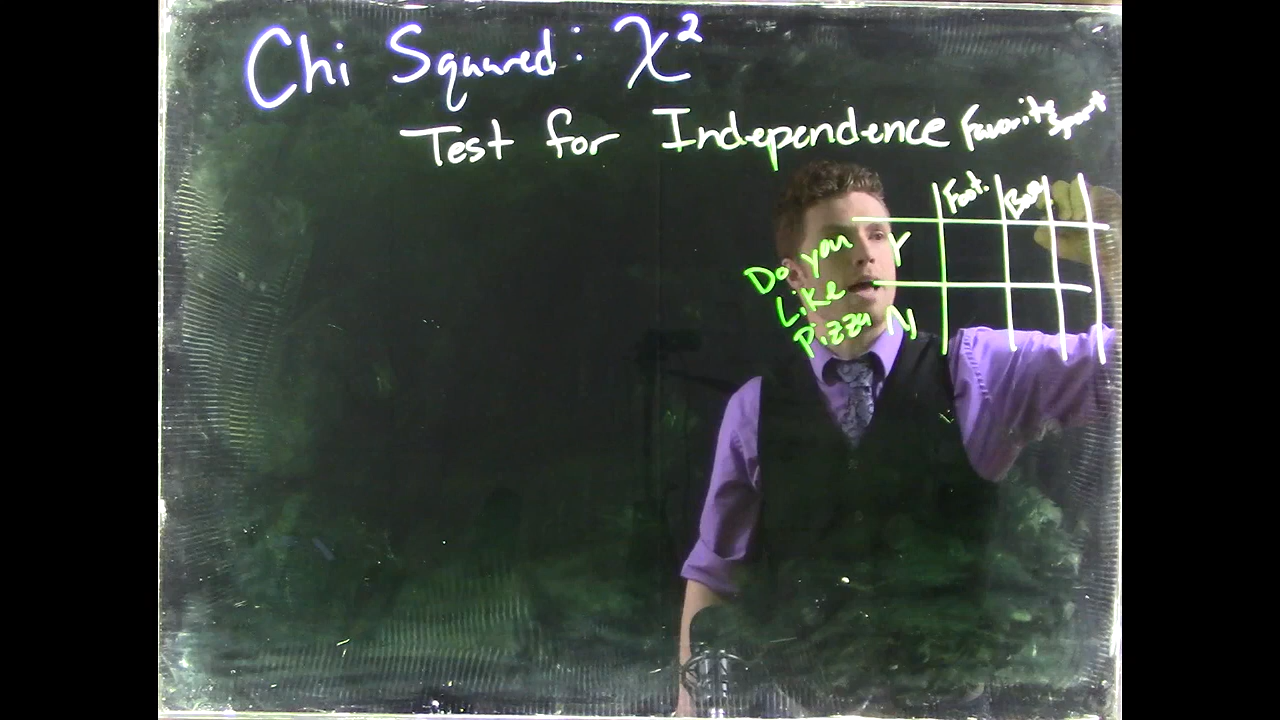 Chi Squared: χ²
Test for Independence
Favorite
Sport
Foot.
Do you
Like
Pizza
Y
N